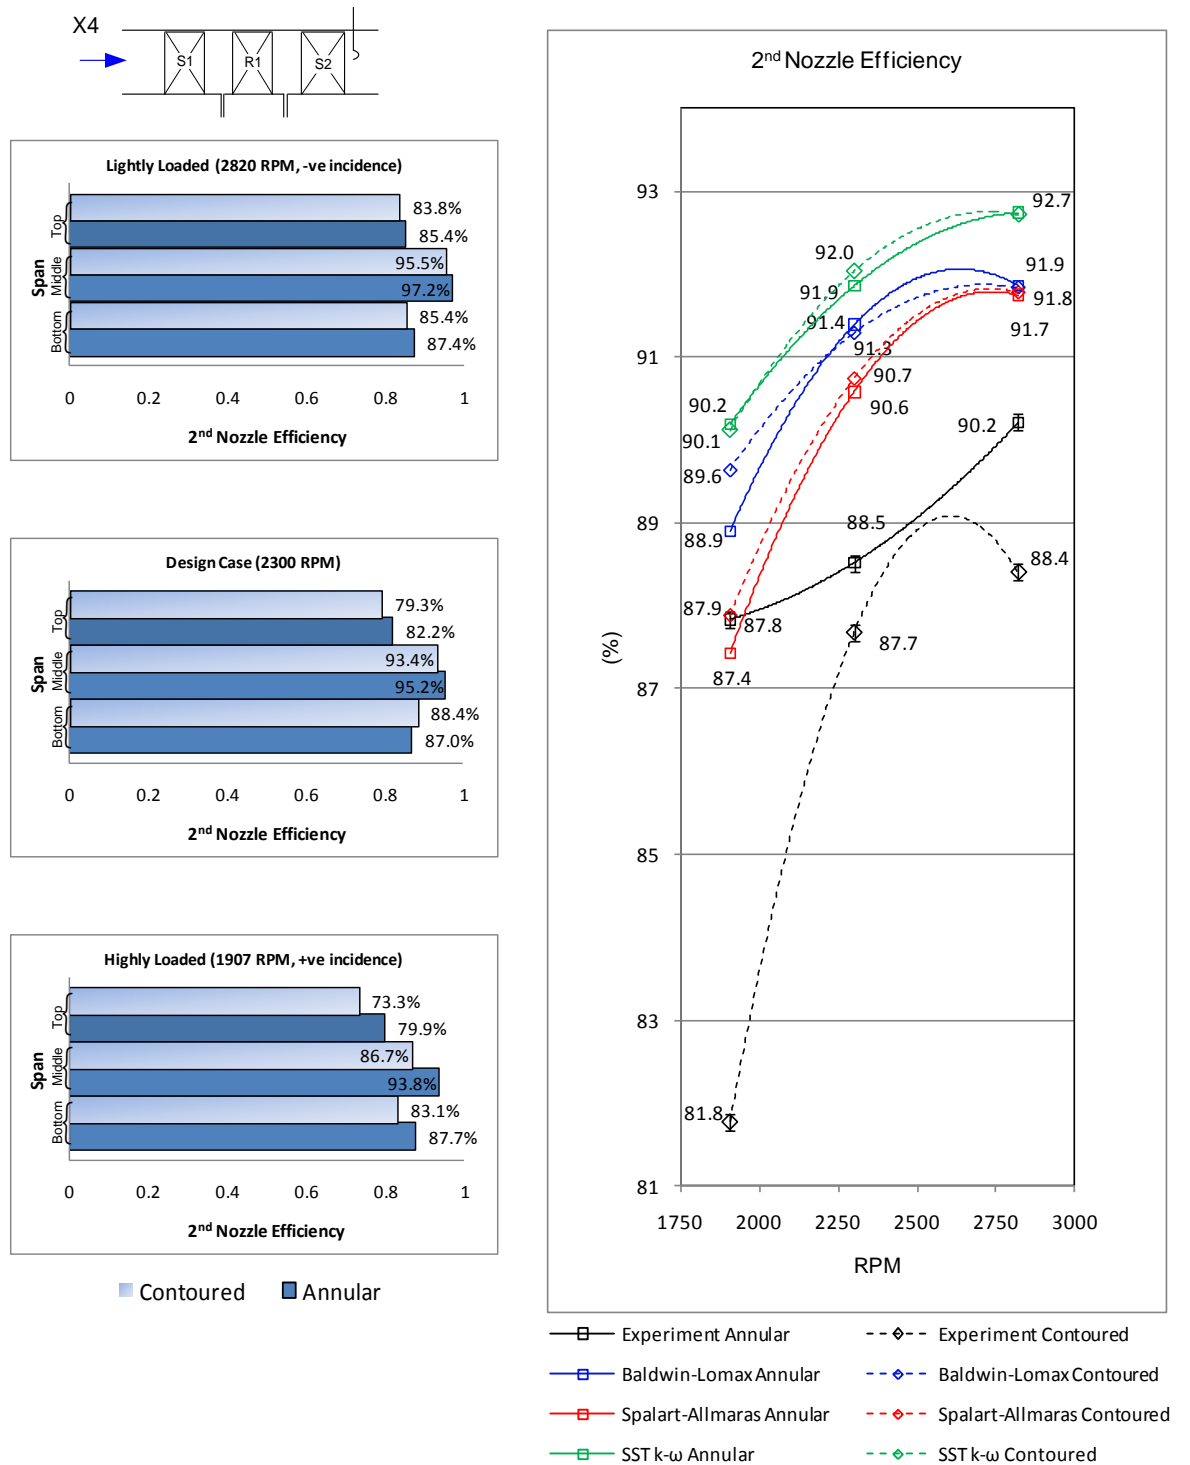 X4
S1 R1 S2
Lightly Loaded (2820 RPM, -ve incidence)
Span
Top
Middle
Bottom
83.8%
85.4%
95.5%
97.2%
85.4%
87.4%
0 0.2 0.4 0.6 0.8 1
2nd Nozzle Efficiency
Design Case (2300 RPM)
Span
Top
Middle
Bottom
79.3%
82.2%
93.4%
95.2%
88.4%
87.0%
0 0.2 0.4 0.6 0.8 1
2nd Nozzle Efficiency
Highly Loaded (1907 RPM, +ve incidence)
Span
Top
Middle
Bottom
73.3%
79.9%
86.7%
93.8%
83.1%
87.7%
0 0.2 0.4 0.6 0.8 1
2nd Nozzle Efficiency
Contoured Annular
2nd Nozzle Efficiency
(%)
93
91
89
87
85
83
81
92.7
92.0
91.9
91.9
91.8
91.4
91.7
91.3
90.7
90.6
90.2
90.2
90.1
89.6
88.9
88.5
88.4
87.9
87.8
87.7
87.4
81.8
1750 2000 2250 2500 2750 3000
RPM
Experiment Annular Experiment Contoured
Baldwin-Lomax Annular Baldwin-Lomax Contoured
Spalart-Allmaras Annular Spalart-Allmaras Contoured
SST k-ω Annular SST k-ω Contoured